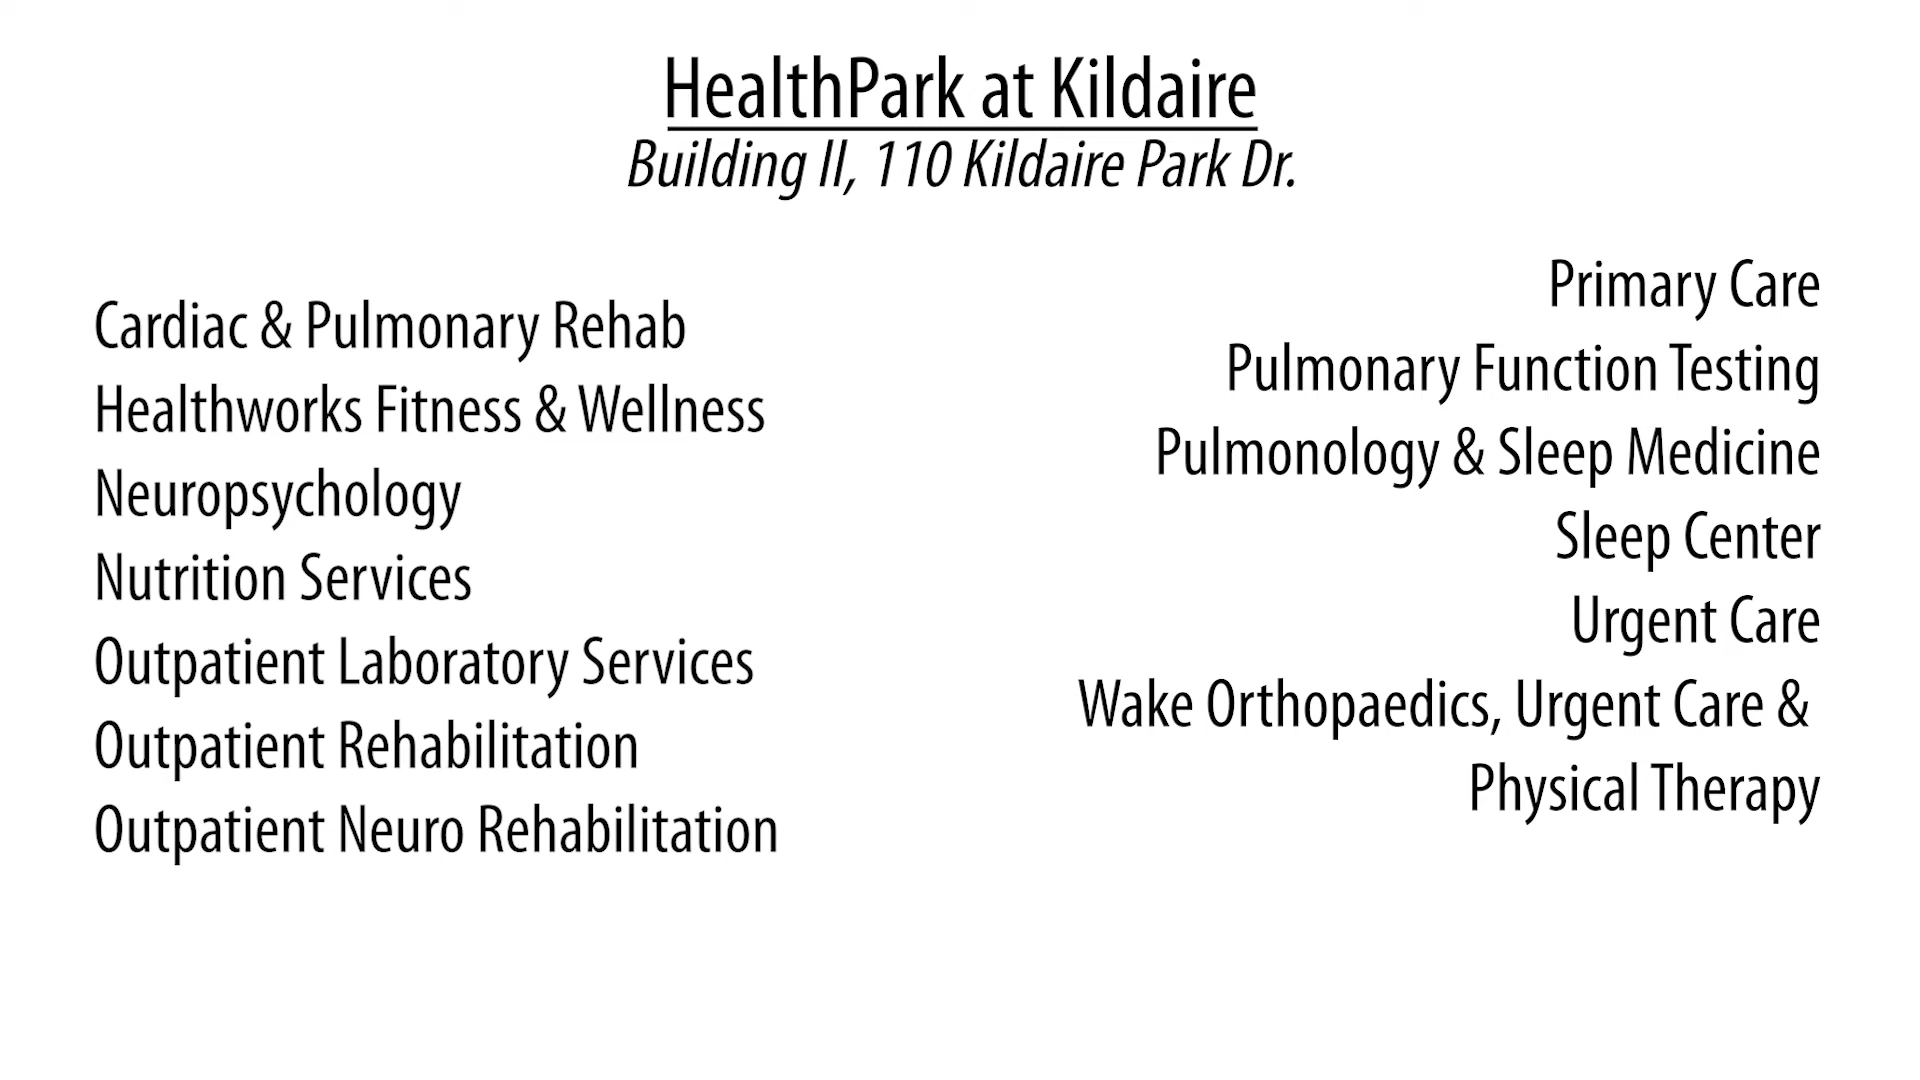 HealthPark at Kildaire
Building II, 110 Kildaire Park Dr.
Cardiac & Pulmonary Rehab
Healthworks Fitness & Wellness
Neuropsychology
Nutrition Services
Outpatient Laboratory Services
Outpatient Rehabilitation
Outpatient Neuro Rehabilitation
Primary Care
Pulmonary Function Testing
Pulmonology & Sleep Medicine
Sleep Center
Urgent Care
Wake Orthopaedics, Urgent Care &
Physical Therapy